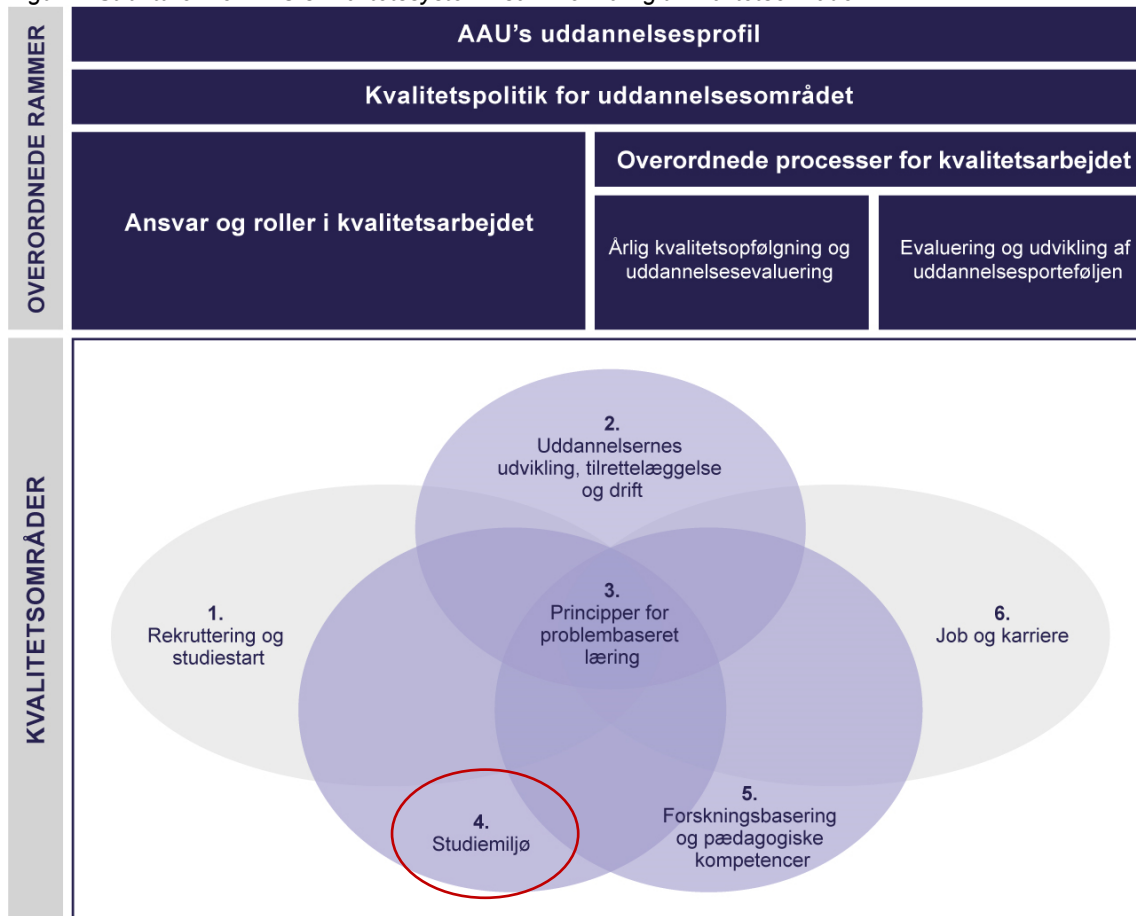 OVERORDNEDE RAMMER
AAU's uddannelsesprofil
Kvalitetspolitik for uddannelsesområdet
Ansvar og roller i kvalitetsarbejdet
Overordnede processer for kvalitetsarbejdet
Årlig kvalitetsopfølgning og
uddannelsesevaluering
Evaluering og udvikling af
uddannelsesporteføljen
KVALITETSOMRÅDER
1.
Rekruttering og
studiestart
2.
Uddannelsernes
udvikling, tilrettelæggelse
og drift
3.
Principper for
problembaseret
læring
4.
Studiemiljø
5.
Forskningsbasering
og pædagogiske
kompetencer
6.
Job og karriere